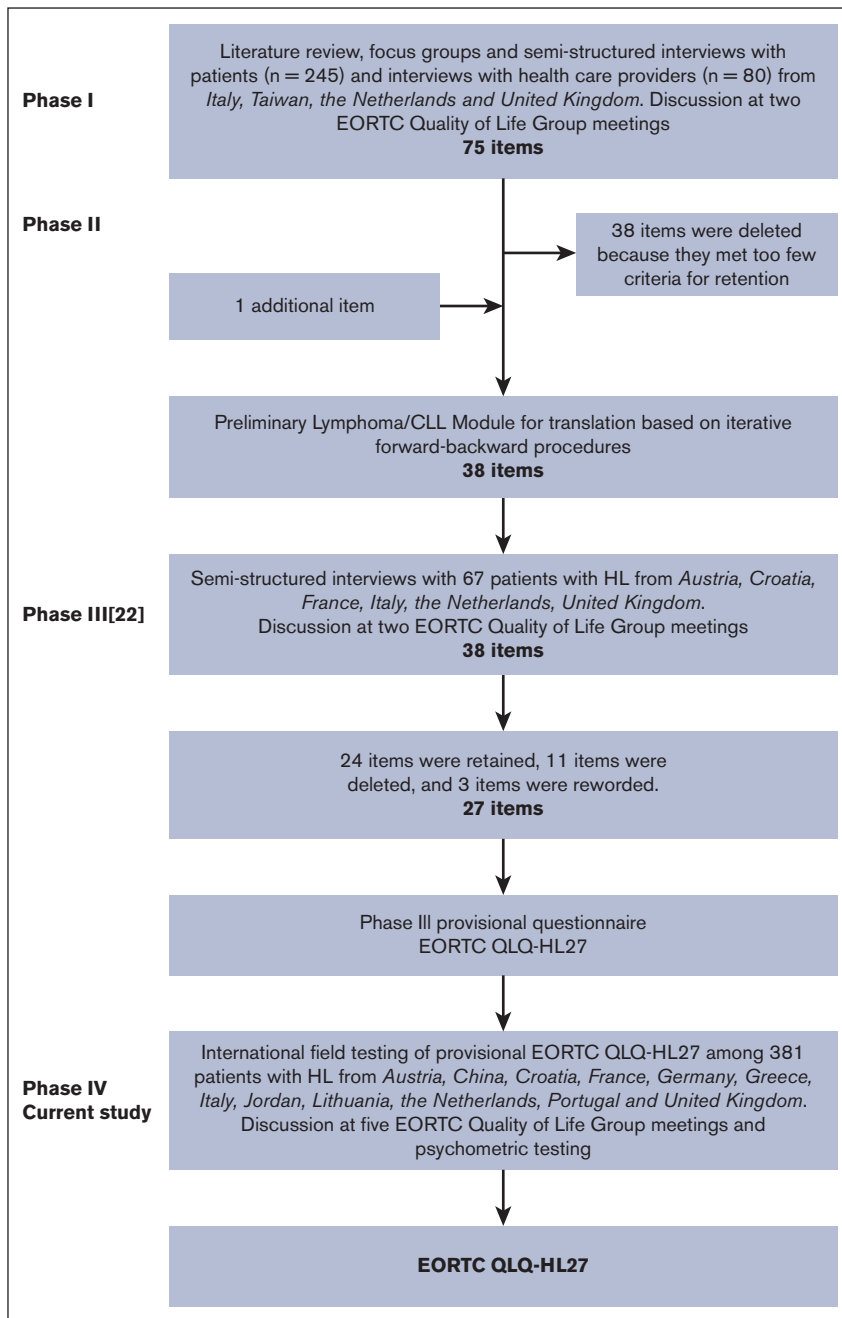 Phase I
Literature review, focus groups and semi-structured interviews with
patients (n = 245) and interviews with health care providers (n = 80) from
Italy, Taiwan, the Netherlands and United Kingdom. Discussion at two
EORTC Quality of Life Group meetings
75 items
Phase II
38 items were deleted
because they met too few
criteria for retention
1 additional item
Preliminary Lymphoma/CLL Module for translation based on iterative
forward-backward procedures
38 items
Phase III[22]
Semi-structured interviews with 67 patients with HL from Austria, Croatia,
France, Italy, the Netherlands, United Kingdom.
Discussion at two EORTC Quality of Life Group meetings
38 items
24 items were retained, 11 items were
deleted, and 3 items were reworded.
27 items
Phase III provisional questionnaire
EORTC QLQ-HL27
Phase IV
Current study
International field testing of provisional EORTC QLQ-HL27 among 381
patients with HL from Austria, China, Croatia, France, Germany, Greece,
Italy, Jordan, Lithuania, the Netherlands, Portugal and United Kingdom.
Discussion at five EORTC Quality of Life Group meetings and
psychometric testing
EORTC QLQ-HL27